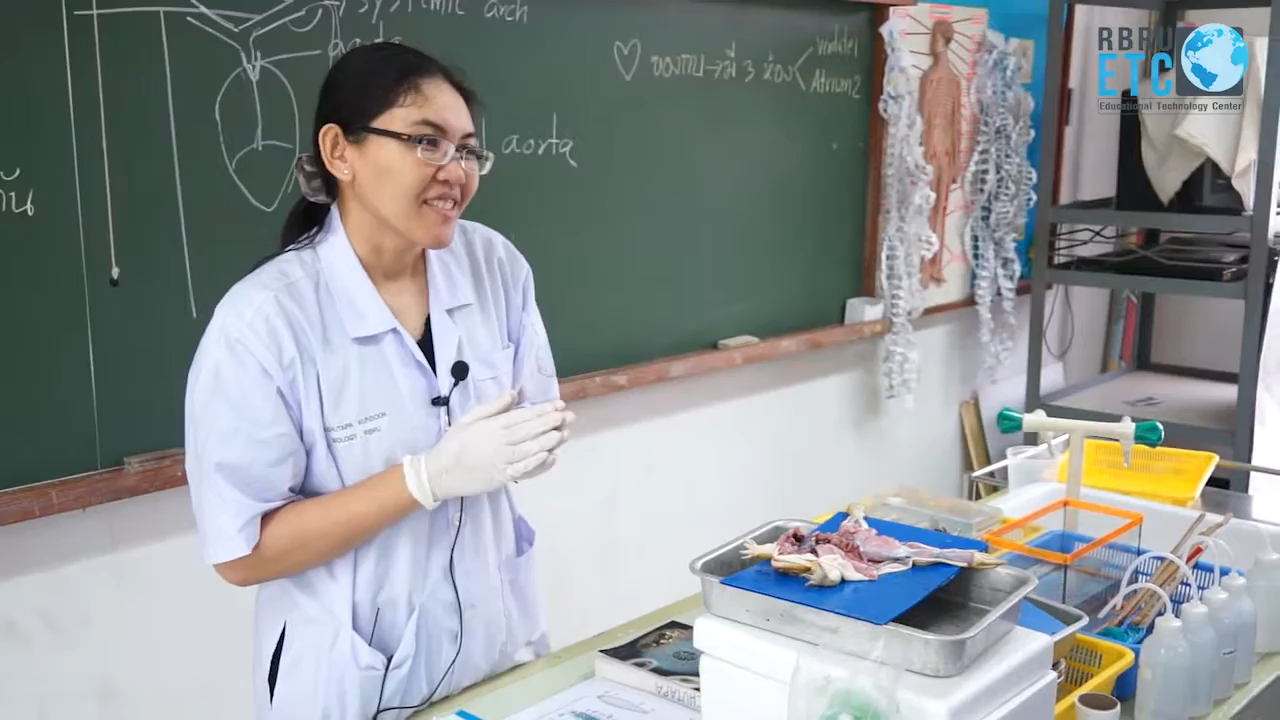 systemic arch
aorta
aorta
ของกบ→มี 3 ห้อง
Ventricle 1
Atrium 2
RBRU
ETC
Educational Technology Center
BIOLOGY, RBRU